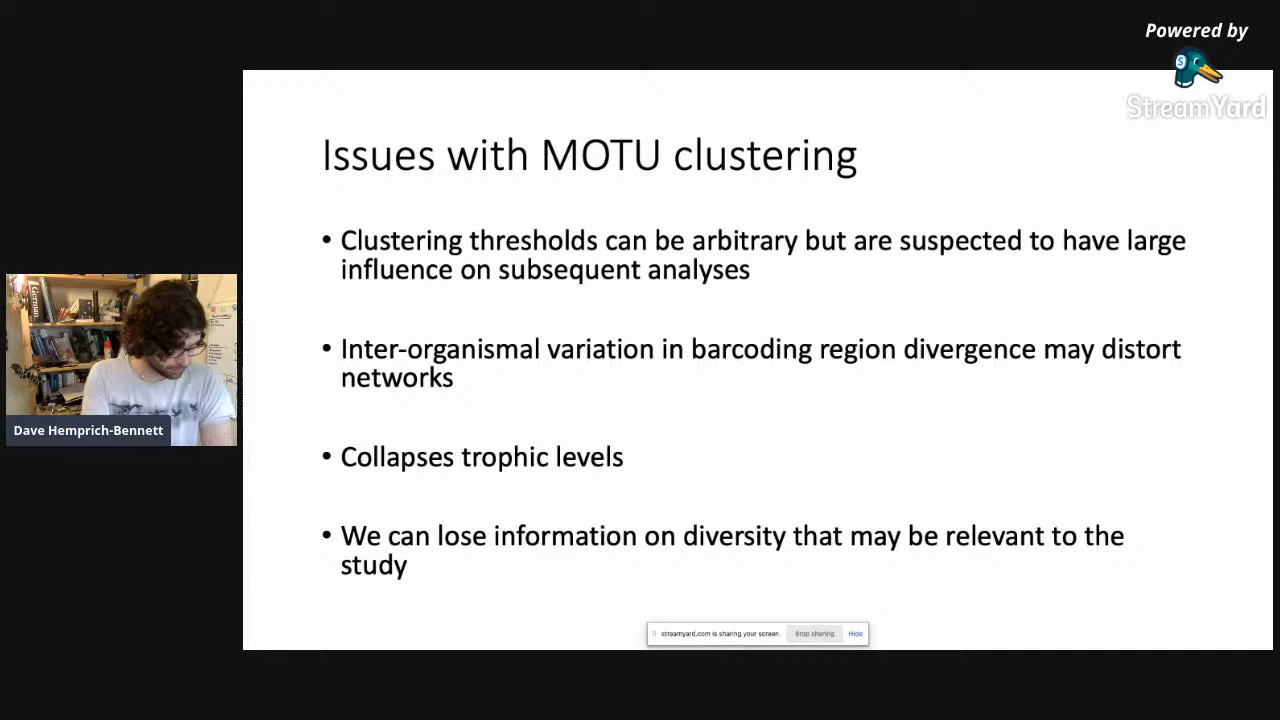 Powered by
StreamYard
Issues with MOTU clustering
• Clustering thresholds can be arbitrary but are suspected to have large
influence on subsequent analyses
• Inter-organismal variation in barcoding region divergence may distort
networks
• Collapses trophic levels
• We can lose information on diversity that may be relevant to the
study
German
Dave Hemprich-Bennett
streamyard.com is sharing your screen.
Stop sharing
Hide